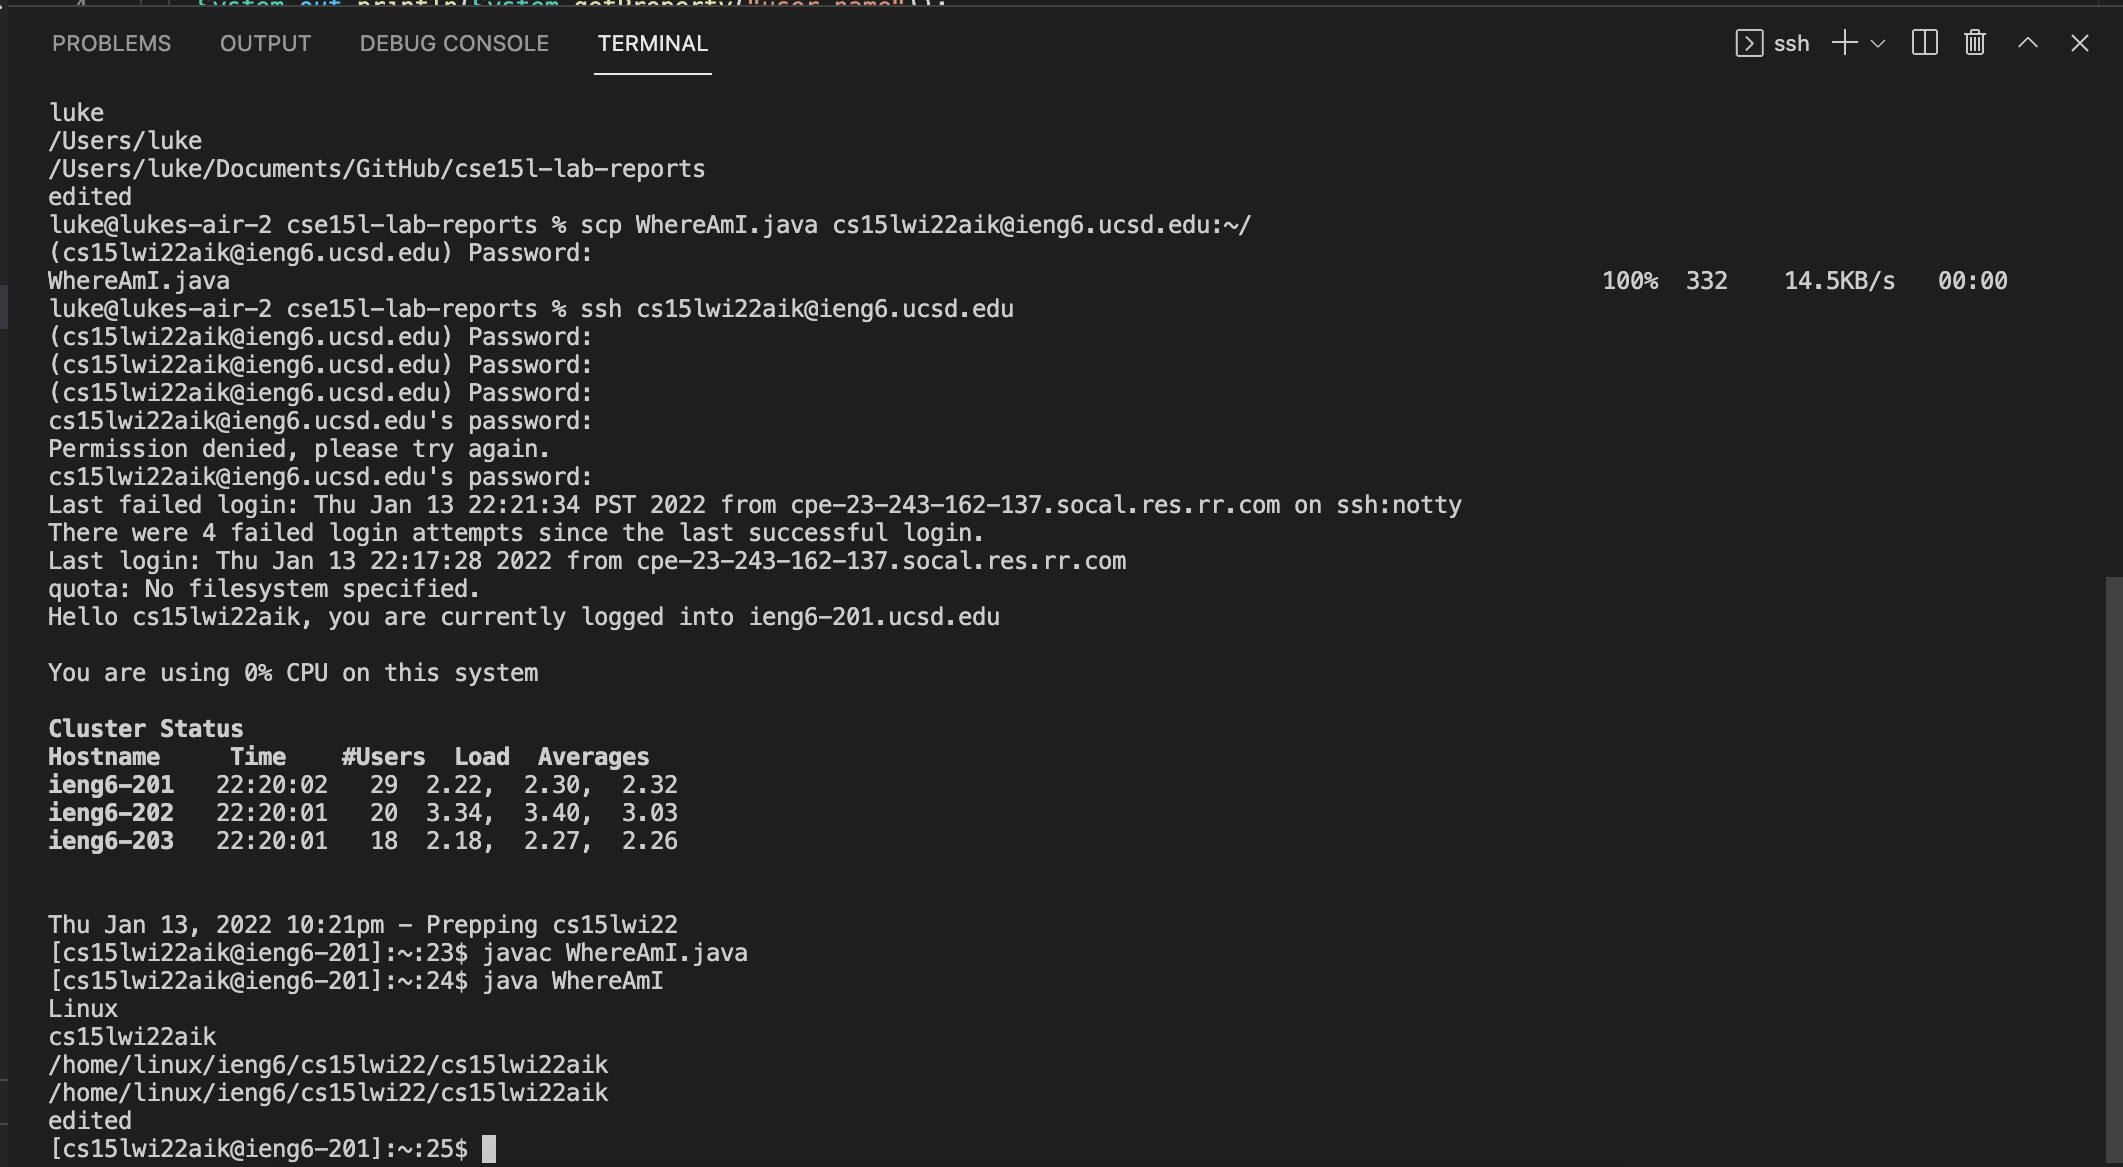 4 System.out.println(System.getProperty("user.name"));
PROBLEMS OUTPUT DEBUG CONSOLE TERMINAL ssh
luke
/Users/luke
/Users/luke/Documents/GitHub/cse15l-lab-reports
edited
luke@lukes-air-2 cse15l-lab-reports % scp WhereAmI.java cs15lwi22aik@ieng6.ucsd.edu:~/
(cs15lwi22aik@ieng6.ucsd.edu) Password:
WhereAmI.java 100% 332 14.5KB/s 00:00
luke@lukes-air-2 cse15l-lab-reports % ssh cs15lwi22aik@ieng6.ucsd.edu
(cs15lwi22aik@ieng6.ucsd.edu) Password:
(cs15lwi22aik@ieng6.ucsd.edu) Password:
(cs15lwi22aik@ieng6.ucsd.edu) Password:
cs15lwi22aik@ieng6.ucsd.edu's password:
Permission denied, please try again.
cs15lwi22aik@ieng6.ucsd.edu's password:
Last failed login: Thu Jan 13 22:21:34 PST 2022 from cpe-23-243-162-137.socal.res.rr.com on ssh:notty
There were 4 failed login attempts since the last successful login.
Last login: Thu Jan 13 22:17:28 2022 from cpe-23-243-162-137.socal.res.rr.com
quota: No filesystem specified.
Hello cs15lwi22aik, you are currently logged into ieng6-201.ucsd.edu
You are using 0% CPU on this system
Cluster Status
Hostname Time #Users Load Averages
ieng6-201 22:20:02 29 2.22, 2.30, 2.32
ieng6-202 22:20:01 20 3.34, 3.40, 3.03
ieng6-203 22:20:01 18 2.18, 2.27, 2.26
Thu Jan 13, 2022 10:21pm - Prepping cs15lwi22
[cs15lwi22aik@ieng6-201]:~:23$ javac WhereAmI.java
[cs15lwi22aik@ieng6-201]:~:24$ java WhereAmI
Linux
cs15lwi22aik
/home/linux/ieng6/cs15lwi22/cs15lwi22aik
/home/linux/ieng6/cs15lwi22/cs15lwi22aik
edited
[cs15lwi22aik@ieng6-201]:~:25$